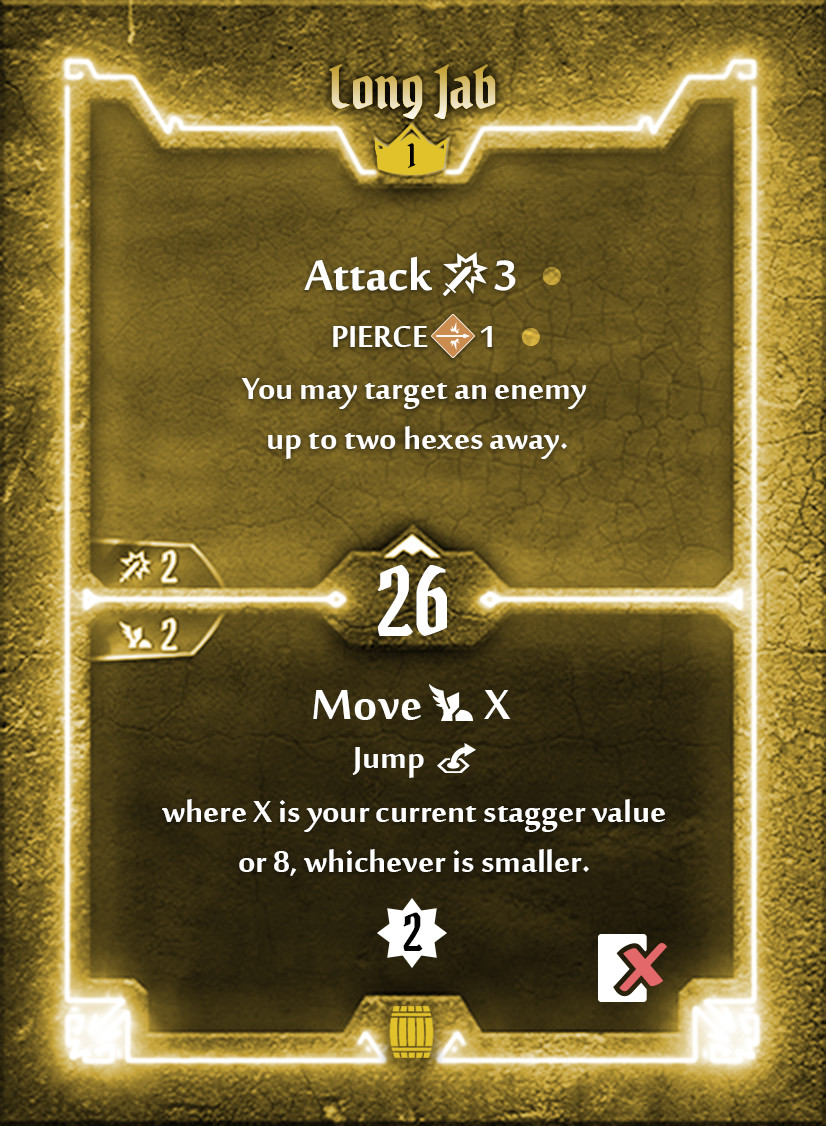 Long Jab
1
Attack 3
PIERCE 1
You may target an enemy
up to two hexes away.
2
26
2
Move X
Jump
where X is your current stagger value
or 8, whichever is smaller.
2